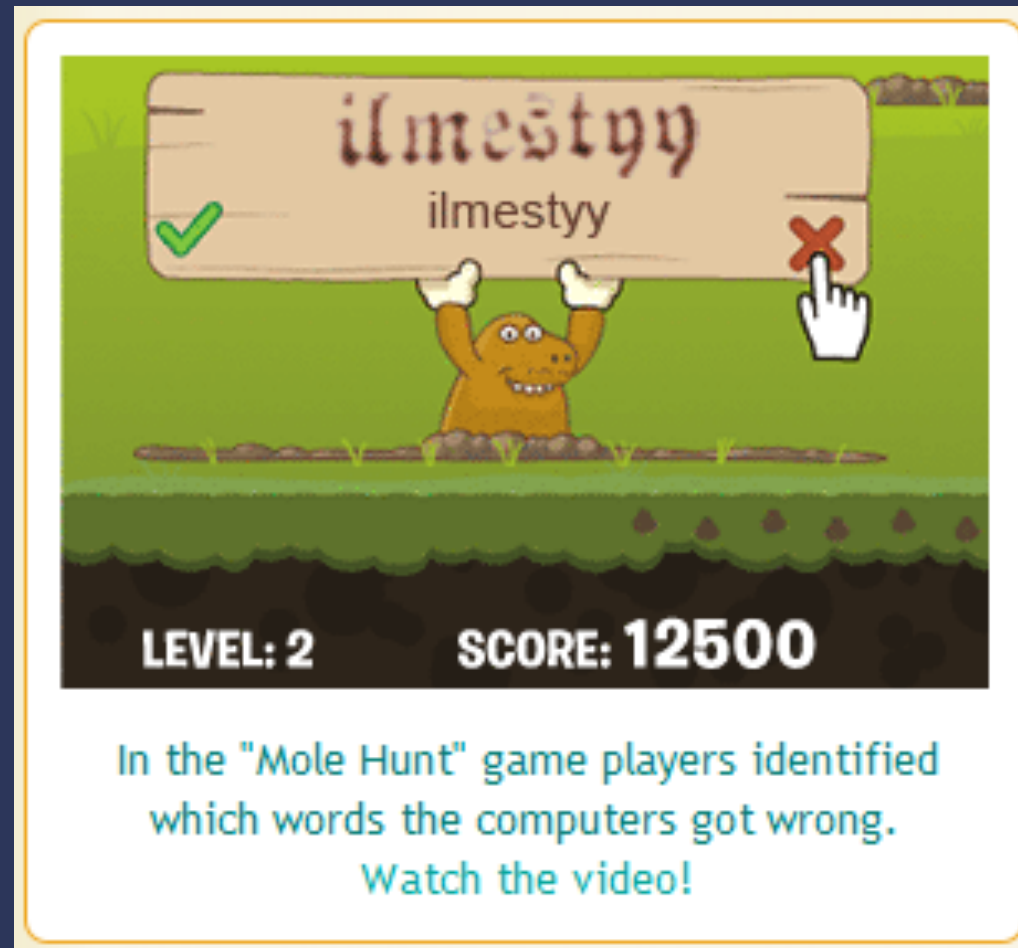 ilmestyy
ilmestyy
LEVEL: 2 SCORE: 12500
In the "Mole Hunt" game players identified
which words the computers got wrong.
Watch the video!